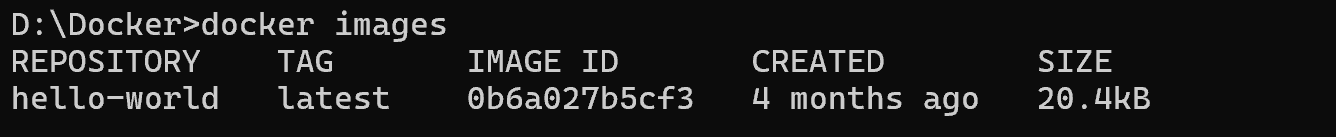 D:\Docker>docker images
REPOSITORY   TAG       IMAGE ID       CREATED        SIZE
hello-world   latest    0b6a027b5cf3   4 months ago   20.4kB